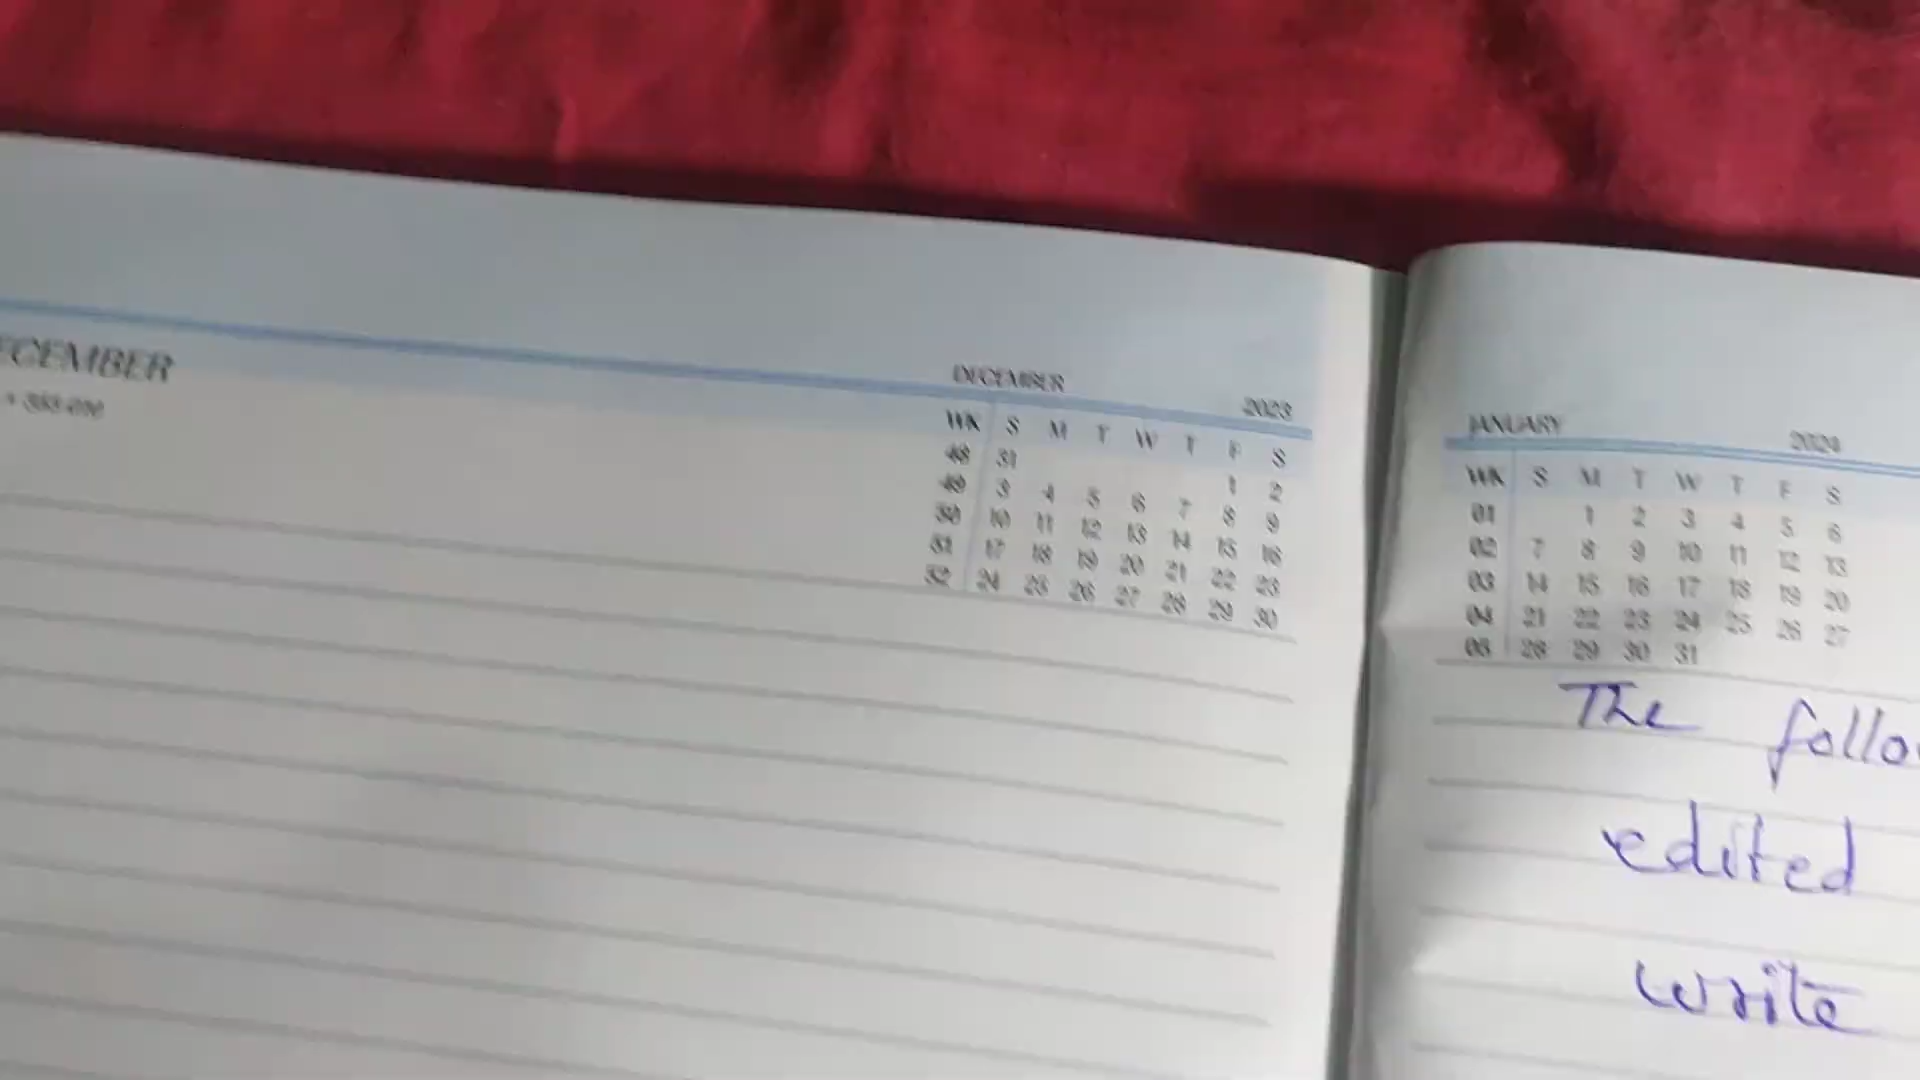 DECEMBER
2023
WK S M T W T F S
48 31 1 2
49 3 4 5 6 7 8 9
50 10 11 12 13 14 15 16
51 17 18 19 20 21 22 23
52 24 25 26 27 28 29 30
JANUARY
2024
WK S M T W T F S
01 1 2 3 4 5 6
02 7 8 9 10 11 12 13
03 14 15 16 17 18 19 20
04 21 22 23 24 25 26 27
05 28 29 30 31
The
edited
write